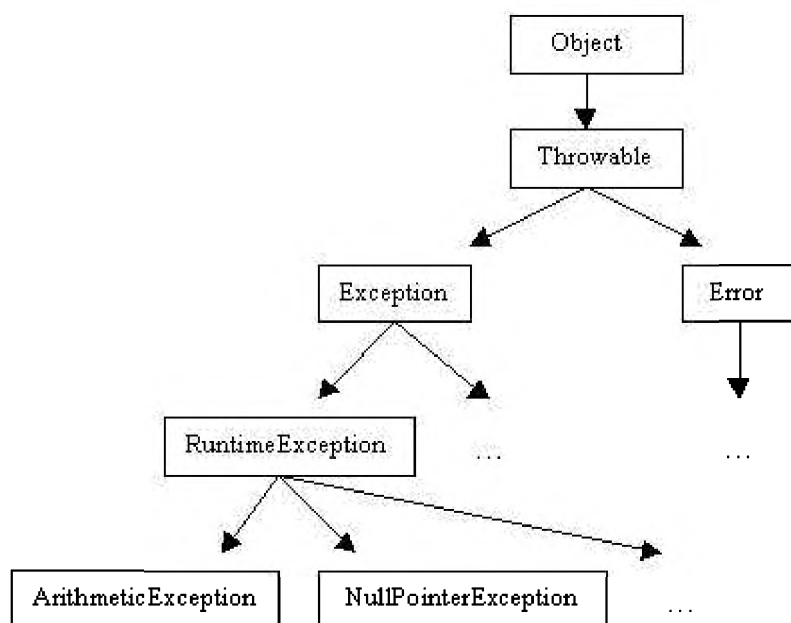 Object
Throwable
Exception
Error
RuntimeException
...
...
ArithmeticException
NullPointerException
...